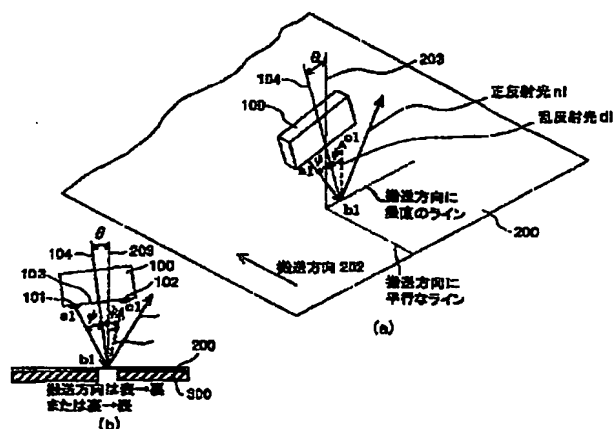 θ
203
104
100
正反射光 nl
乱反射光 dl
c1
ψ
a1
b1
搬送方向に
垂直のライン
200
搬送方向 202
搬送方向に
平行なライン
(a)
θ
104
209
103
100
101
102
a1
c1
ψ
b1
200
300
搬送方向は表→裏
または裏→表
(b)